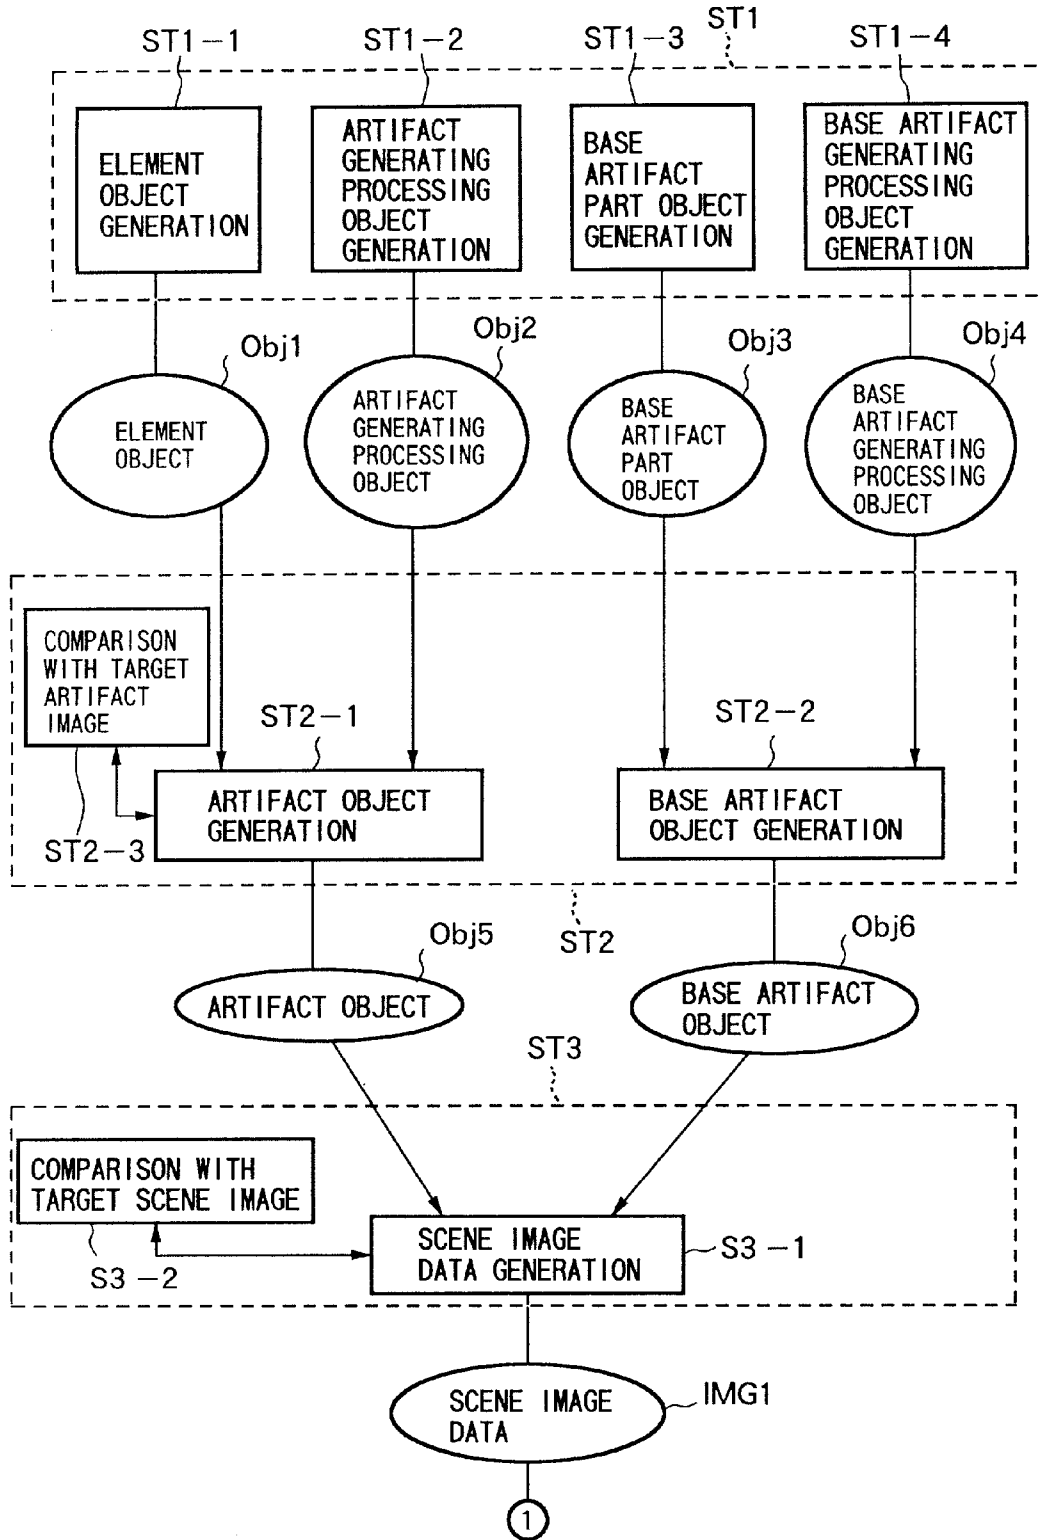 ST1
ST1-1
ST1-2
ST1-3
ST1-4
ELEMENT
OBJECT
GENERATION
ARTIFACT
GENERATING
PROCESSING
OBJECT
GENERATION
BASE
ARTIFACT
PART OBJECT
GENERATION
BASE ARTIFACT
GENERATING
PROCESSING
OBJECT
GENERATION
Obj1
Obj2
Obj3
Obj4
ELEMENT
OBJECT
ARTIFACT
GENERATING
PROCESSING
OBJECT
BASE
ARTIFACT
PART
OBJECT
BASE
ARTIFACT
GENERATING
PROCESSING
OBJECT
COMPARISON
WITH TARGET
ARTIFACT
IMAGE
ST2-1
ST2-2
ARTIFACT OBJECT
GENERATION
BASE ARTIFACT
OBJECT GENERATION
ST2-3
ST2
Obj5
Obj6
ARTIFACT OBJECT
BASE ARTIFACT
OBJECT
ST3
COMPARISON WITH
TARGET SCENE IMAGE
SCENE IMAGE
DATA GENERATION
S3-1
S3-2
SCENE IMAGE
DATA
IMG1
1